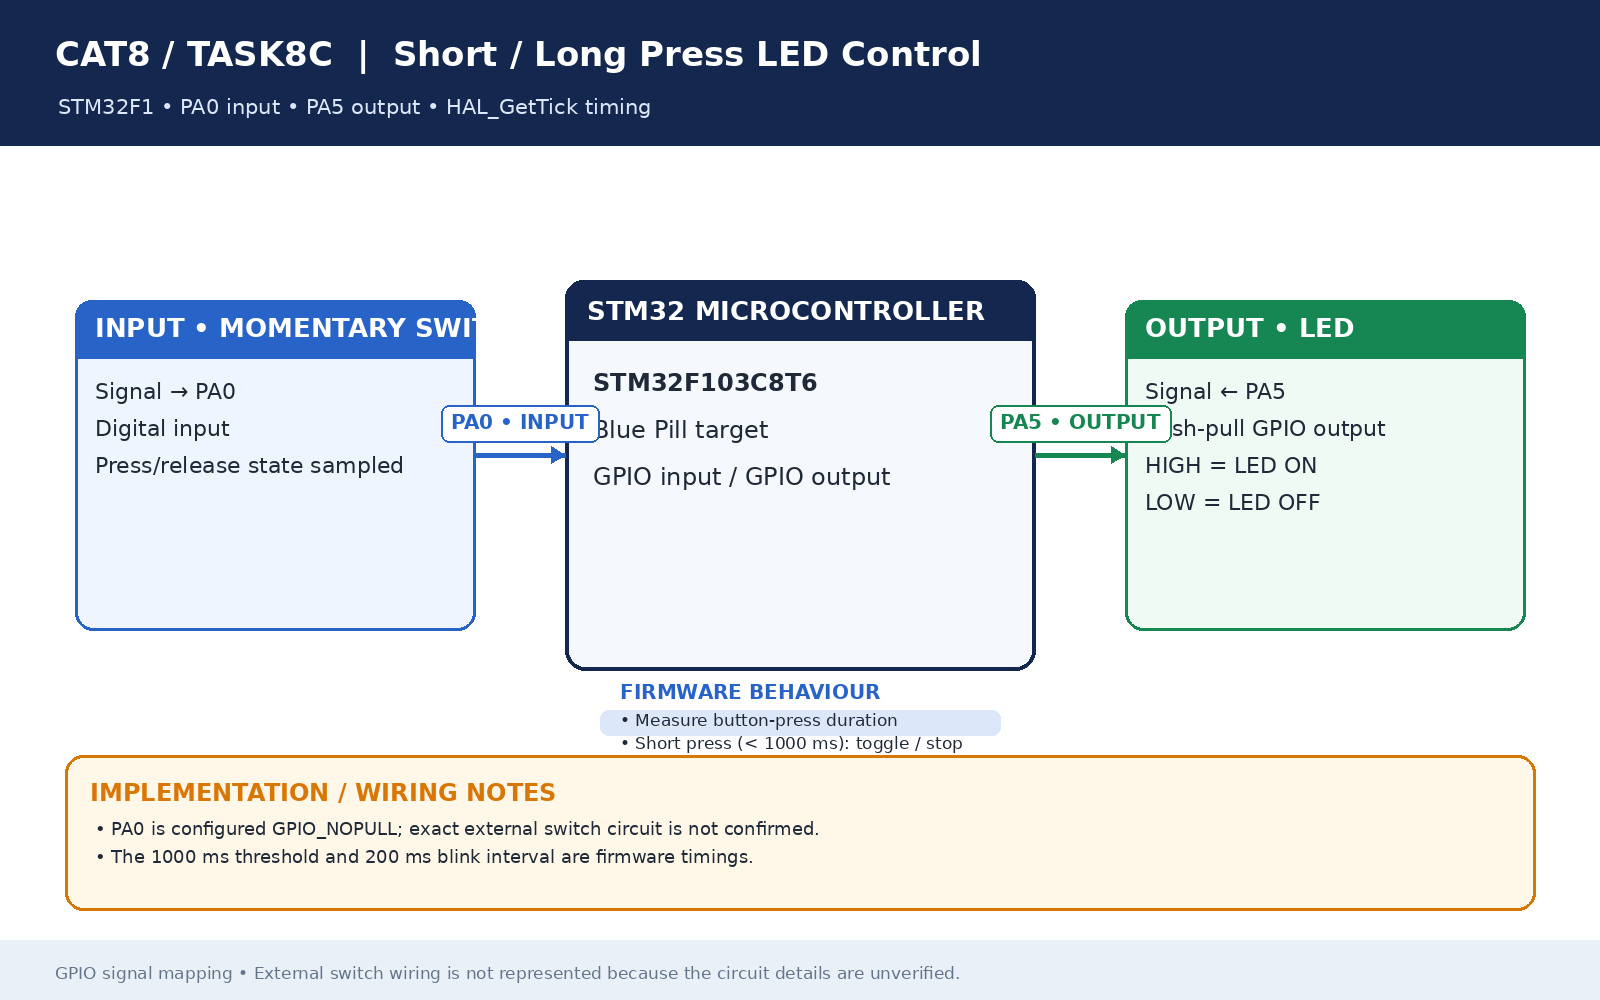 CAT8 / TASK8C | Short / Long Press LED Control
STM32F1 • PA0 input • PA5 output • HAL_GetTick timing
INPUT • MOMENTARY SWIT
Signal → PA0
Digital input
Press/release state sampled
PA0 • INPUT
STM32 MICROCONTROLLER
STM32F103C8T6
Blue Pill target
GPIO input / GPIO output
PA5 • OUTPUT
OUTPUT • LED
Signal ← PA5
sh-pull GPIO output
HIGH = LED ON
LOW = LED OFF
FIRMWARE BEHAVIOUR
• Measure button-press duration
• Short press (< 1000 ms): toggle / stop
IMPLEMENTATION / WIRING NOTES
• PA0 is configured GPIO_NOPULL; exact external switch circuit is not confirmed.
• The 1000 ms threshold and 200 ms blink interval are firmware timings.
GPIO signal mapping • External switch wiring is not represented because the circuit details are unverified.